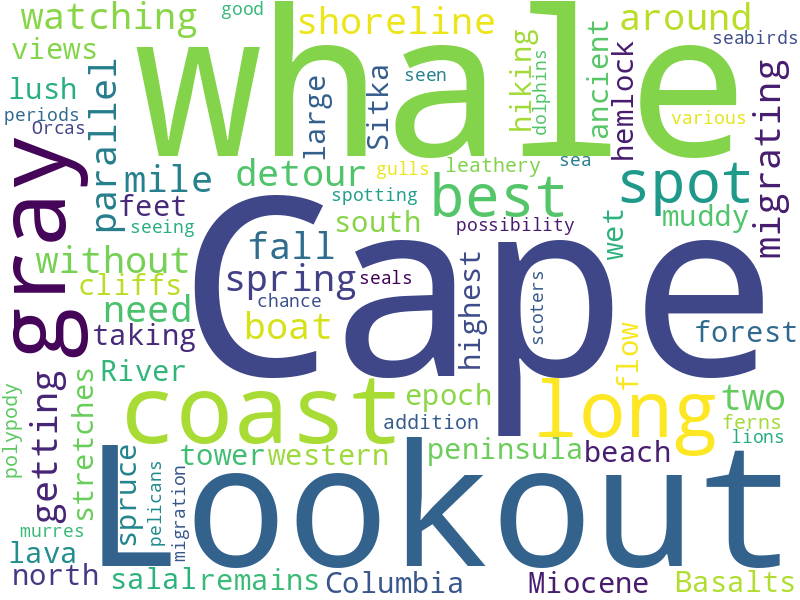 good
watching
whale
shoreline
around
views
seabirds
lush
parallel
large
Sitka
seen
hiking
dolphins
ancient
hemlock
various
migrating
periods
Orcas
gray
mile
detour
gulls
leathery
sea
spot
best
feet
spotting
seeing
south
possibility
wet
muddy
without
fall
cliffs
spring
seals
Cape
need
chance
boat
taking
highest
scoters
flow
forest
River
coast
epoch
long
two
polypody
getting
stretches
addition
ferns
lions
tower
western
peninsula
beach
spruce
pelicans
migration
Lookout
murres
lava
north
salal
remains
Columbia
Miocene
Basalts